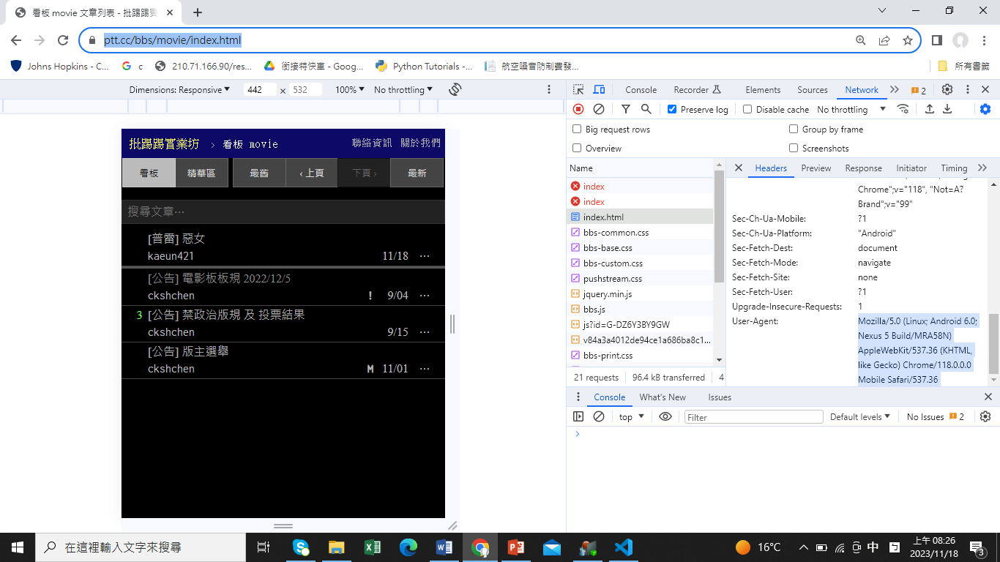 看板 movie 文章列表 - 批踢踢實
ptt.cc/bbs/movie/index.html
Johns Hopkins - C...
c
210.71.166.90/res...
銜接特快車 - Goog...
Python Tutorials -...
航空噪音防制費發...
所有書籤
Dimensions: Responsive
442 x 532
100%
No throttling
Console
Recorder
Elements
Sources
Network
2
Preserve log
Disable cache
No throttling
Big request rows
Group by frame
Overview
Screenshots
批踢踢實業坊 › 看板 movie
聯絡資訊 關於我們
看板 精華區 最舊 ‹ 上頁 下頁 › 最新
搜尋文章⋯
[普雷] 惡女
kaeun421 11/18 ⋯
[公告] 電影板板規 2022/12/5
ckshchen ! 9/04 ⋯
3 [公告] 禁政治版規 及 投票結果
ckshchen 9/15 ⋯
[公告] 版主選舉
ckshchen M 11/01 ⋯
Name
index
index
index.html
bbs-common.css
bbs-base.css
bbs-custom.css
pushstream.css
jquery.min.js
bbs.js
js?id=G-DZ6Y3BY9GW
v84a3a4012de94ce1a686ba8c1...
bbs-print.css
21 requests
96.4 kB transferred
4
Headers
Preview
Response
Initiator
Timing
Chrome";v="118", "Not=A?
Brand";v="99"
Sec-Ch-Ua-Mobile: ?1
Sec-Ch-Ua-Platform: "Android"
Sec-Fetch-Dest: document
Sec-Fetch-Mode: navigate
Sec-Fetch-Site: none
Sec-Fetch-User: ?1
Upgrade-Insecure-Requests: 1
User-Agent: Mozilla/5.0 (Linux; Android 6.0;
Nexus 5 Build/MRA58N)
AppleWebKit/537.36 (KHTML,
like Gecko) Chrome/118.0.0.0
Mobile Safari/537.36
Console
What's New
Issues
top
Filter
Default levels
No Issues
2
在這裡輸入文字來搜尋
16°C
中
上午 08:26
2023/11/18
3